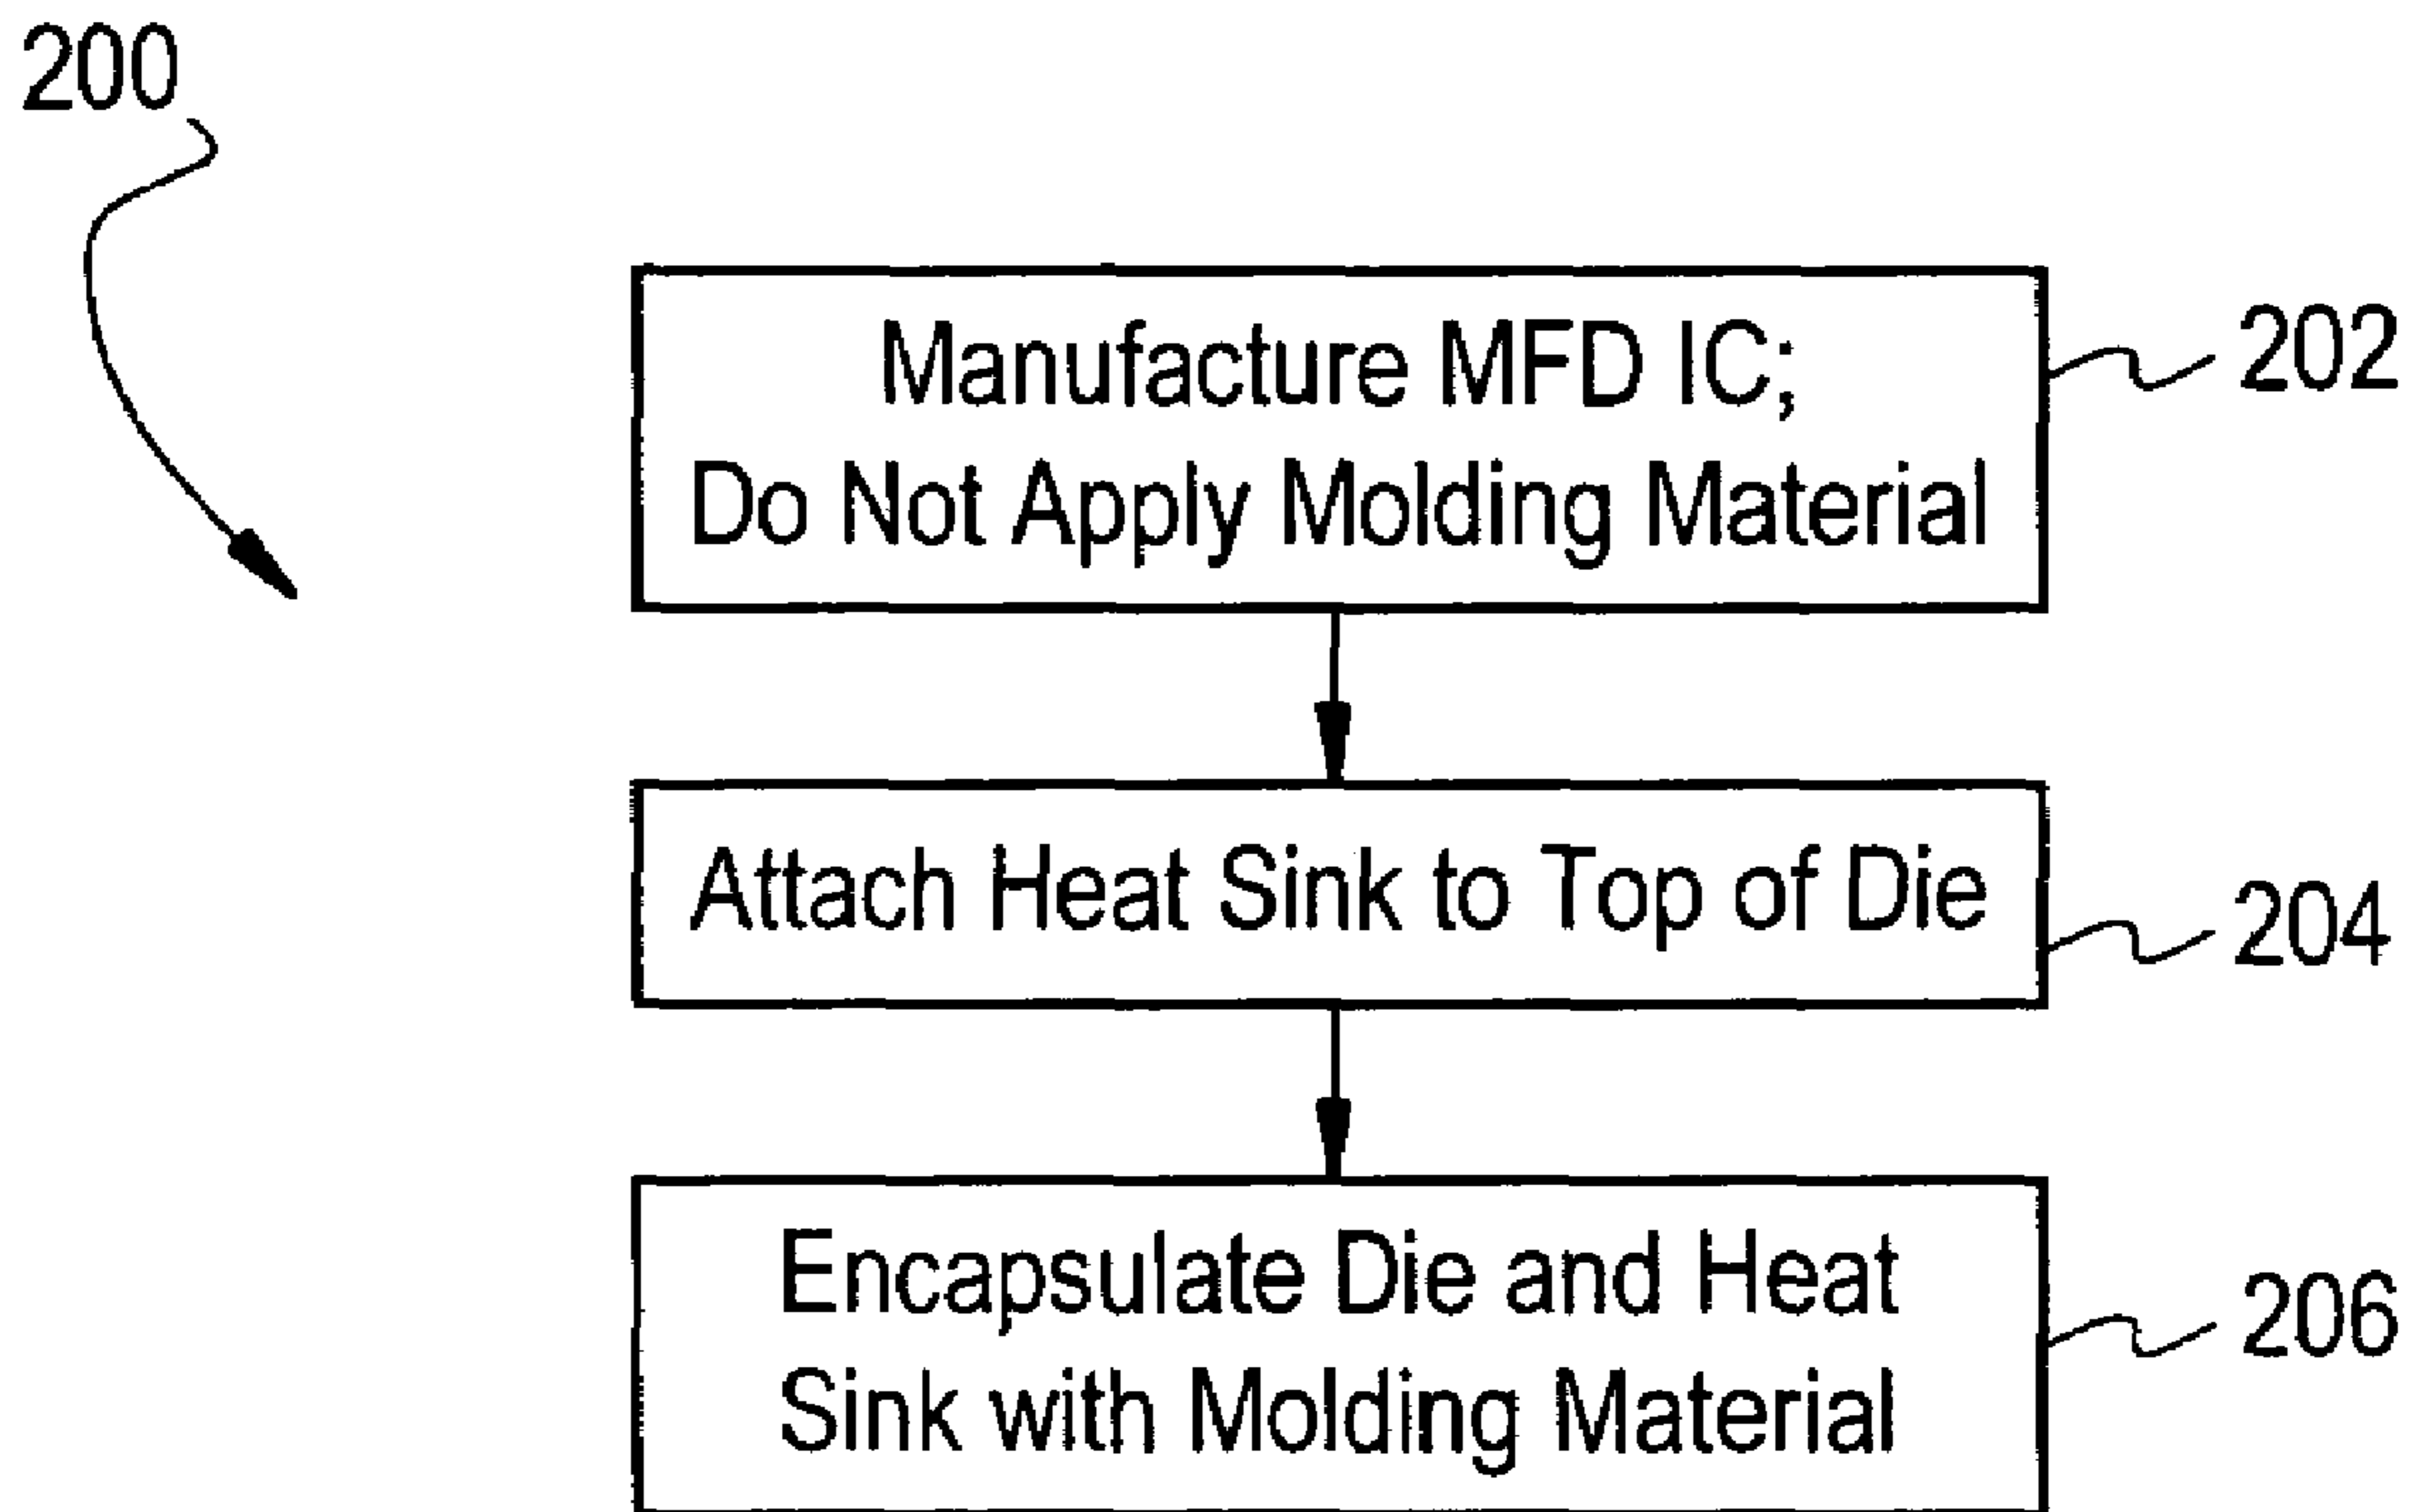 200
Manufacture MFD IC;
Do Not Apply Molding Material
202
Attach Heat Sink to Top of Die
204
Encapsulate Die and Heat
Sink with Molding Material
206